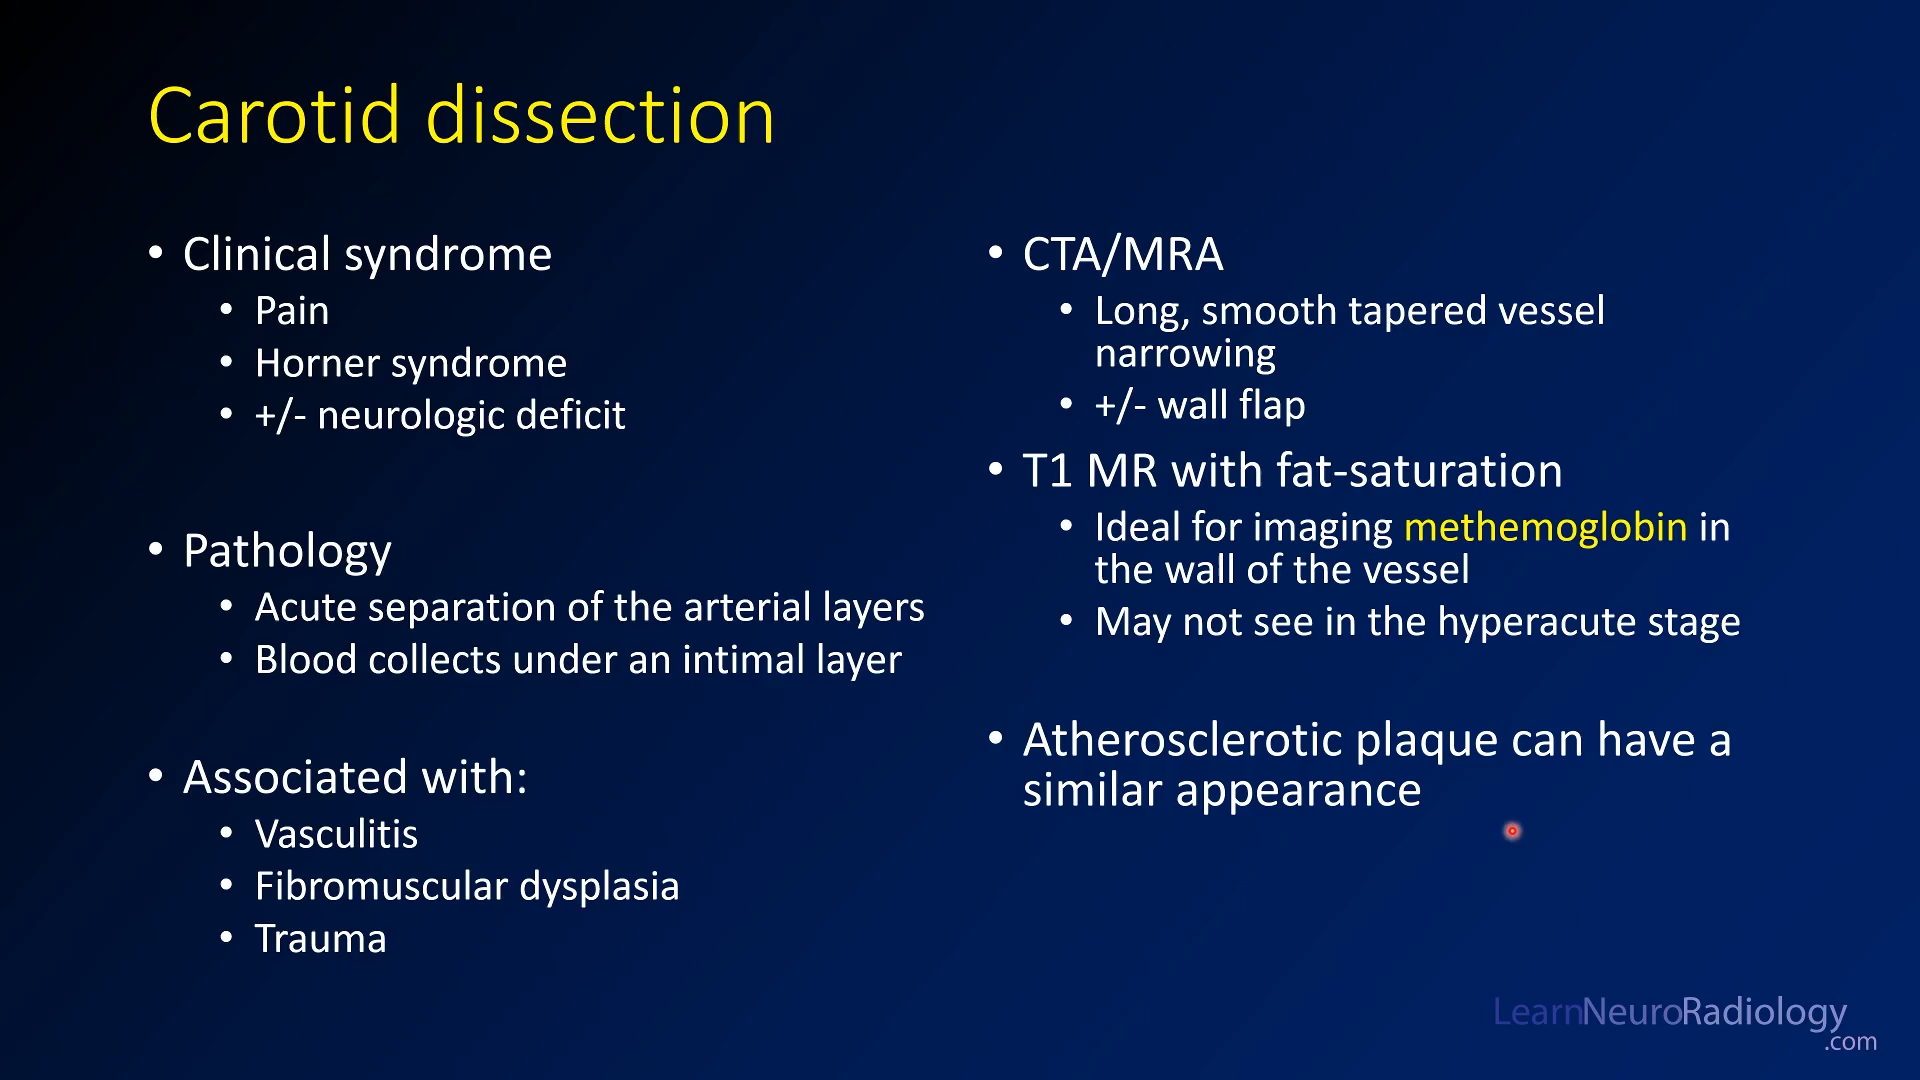 Carotid dissection
• Clinical syndrome
• Pain
• Horner syndrome
• +/- neurologic deficit
• Pathology
• Acute separation of the arterial layers
• Blood collects under an intimal layer
• Associated with:
• Vasculitis
• Fibromuscular dysplasia
• Trauma
• CTA/MRA
• Long, smooth tapered vessel
narrowing
• +/- wall flap
• T1 MR with fat-saturation
• Ideal for imaging methemoglobin in
the wall of the vessel
• May not see in the hyperacute stage
• Atherosclerotic plaque can have a
similar appearance
LearnNeuroRadiology
.com